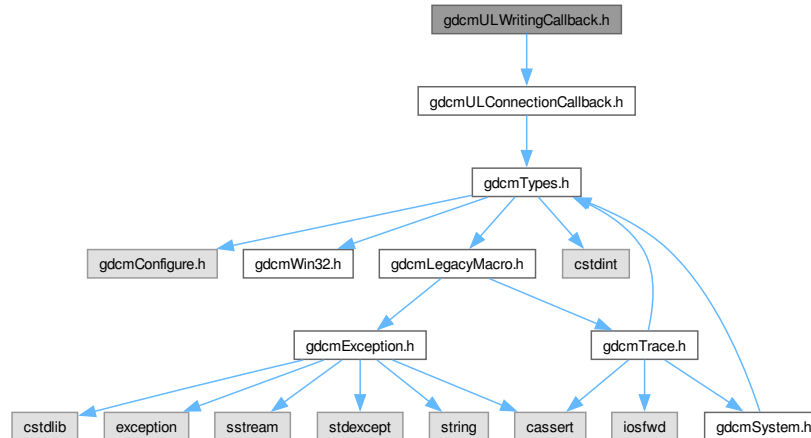 gdcmULWritingCallback.h
gdcmULConnectionCallback.h
gdcmTypes.h
gdcmConfigure.h
gdcmWin32.h
gdcmLegacyMacro.h
cstdint
gdcmException.h
gdcmTrace.h
cstdlib
exception
sstream
stdexcept
string
cassert
iosfwd
gdcmSystem.h